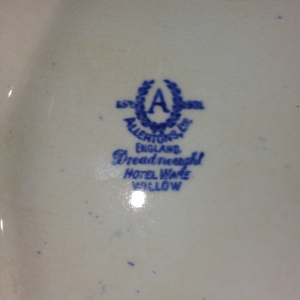 A
ALLERTONS, LTD
ENGLAND
Dreadnought
HOTEL WARE
WILLOW